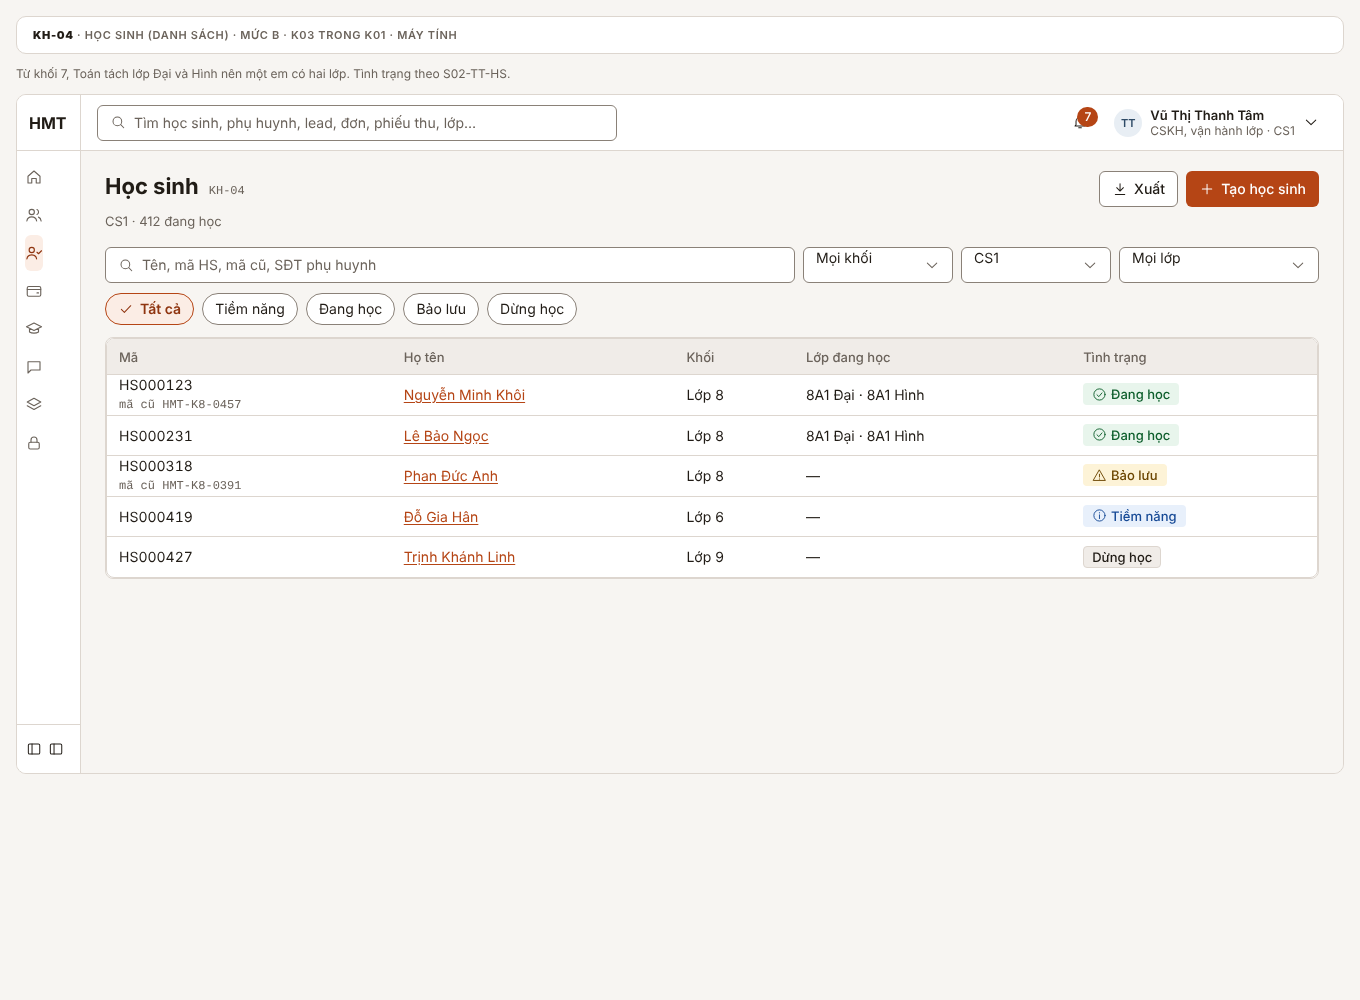 KH-04 · HỌC SINH (DANH SÁCH) · MỨC B · K03 TRONG K01 · MÁY TÍNH
Từ khối 7, Toán tách lớp Đại và Hình nên một em có hai lớp. Tình trạng theo S02-TT-HS.
HMT
Tìm học sinh, phụ huynh, lead, đơn, phiếu thu, lớp...
7
TT
Vũ Thị Thanh Tâm
CSKH, vận hành lớp · CS1
Học sinh KH-04
Xuất
Tạo học sinh
CS1 · 412 đang học
Tên, mã HS, mã cũ, SĐT phụ huynh
Mọi khối
CS1
Mọi lớp
Tất cả
Tiềm năng
Đang học
Bảo lưu
Dừng học
Mã Họ tên Khối Lớp đang học Tình trạng
HS000123
mã cũ HMT-K8-0457
Nguyễn Minh Khôi Lớp 8 8A1 Đại · 8A1 Hình Đang học
HS000231 Lê Bảo Ngọc Lớp 8 8A1 Đại · 8A1 Hình Đang học
HS000318
mã cũ HMT-K8-0391
Phan Đức Anh Lớp 8 — Bảo lưu
HS000419 Đỗ Gia Hân Lớp 6 — Tiềm năng
HS000427 Trịnh Khánh Linh Lớp 9 — Dừng học